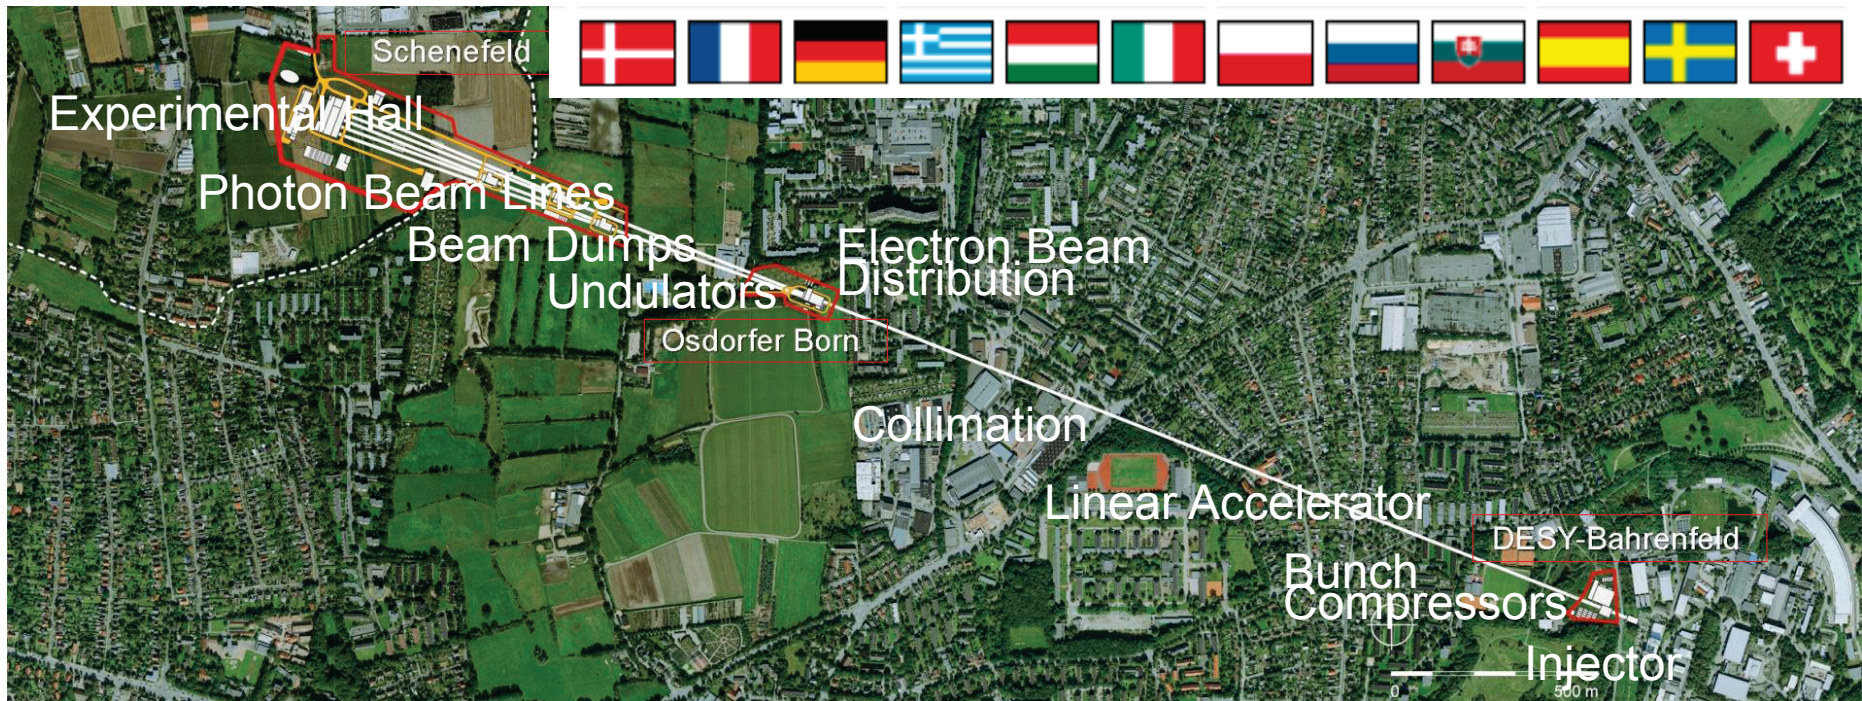 Schenefeld
Experimental Hall
Photon Beam Lines
Beam Dumps
Undulators
Electron Beam
Distribution
Osdorfer Born
Collimation
Linear Accelerator
DESY-Bahrenfeld
Bunch
Compressors
Injector
0 500 m